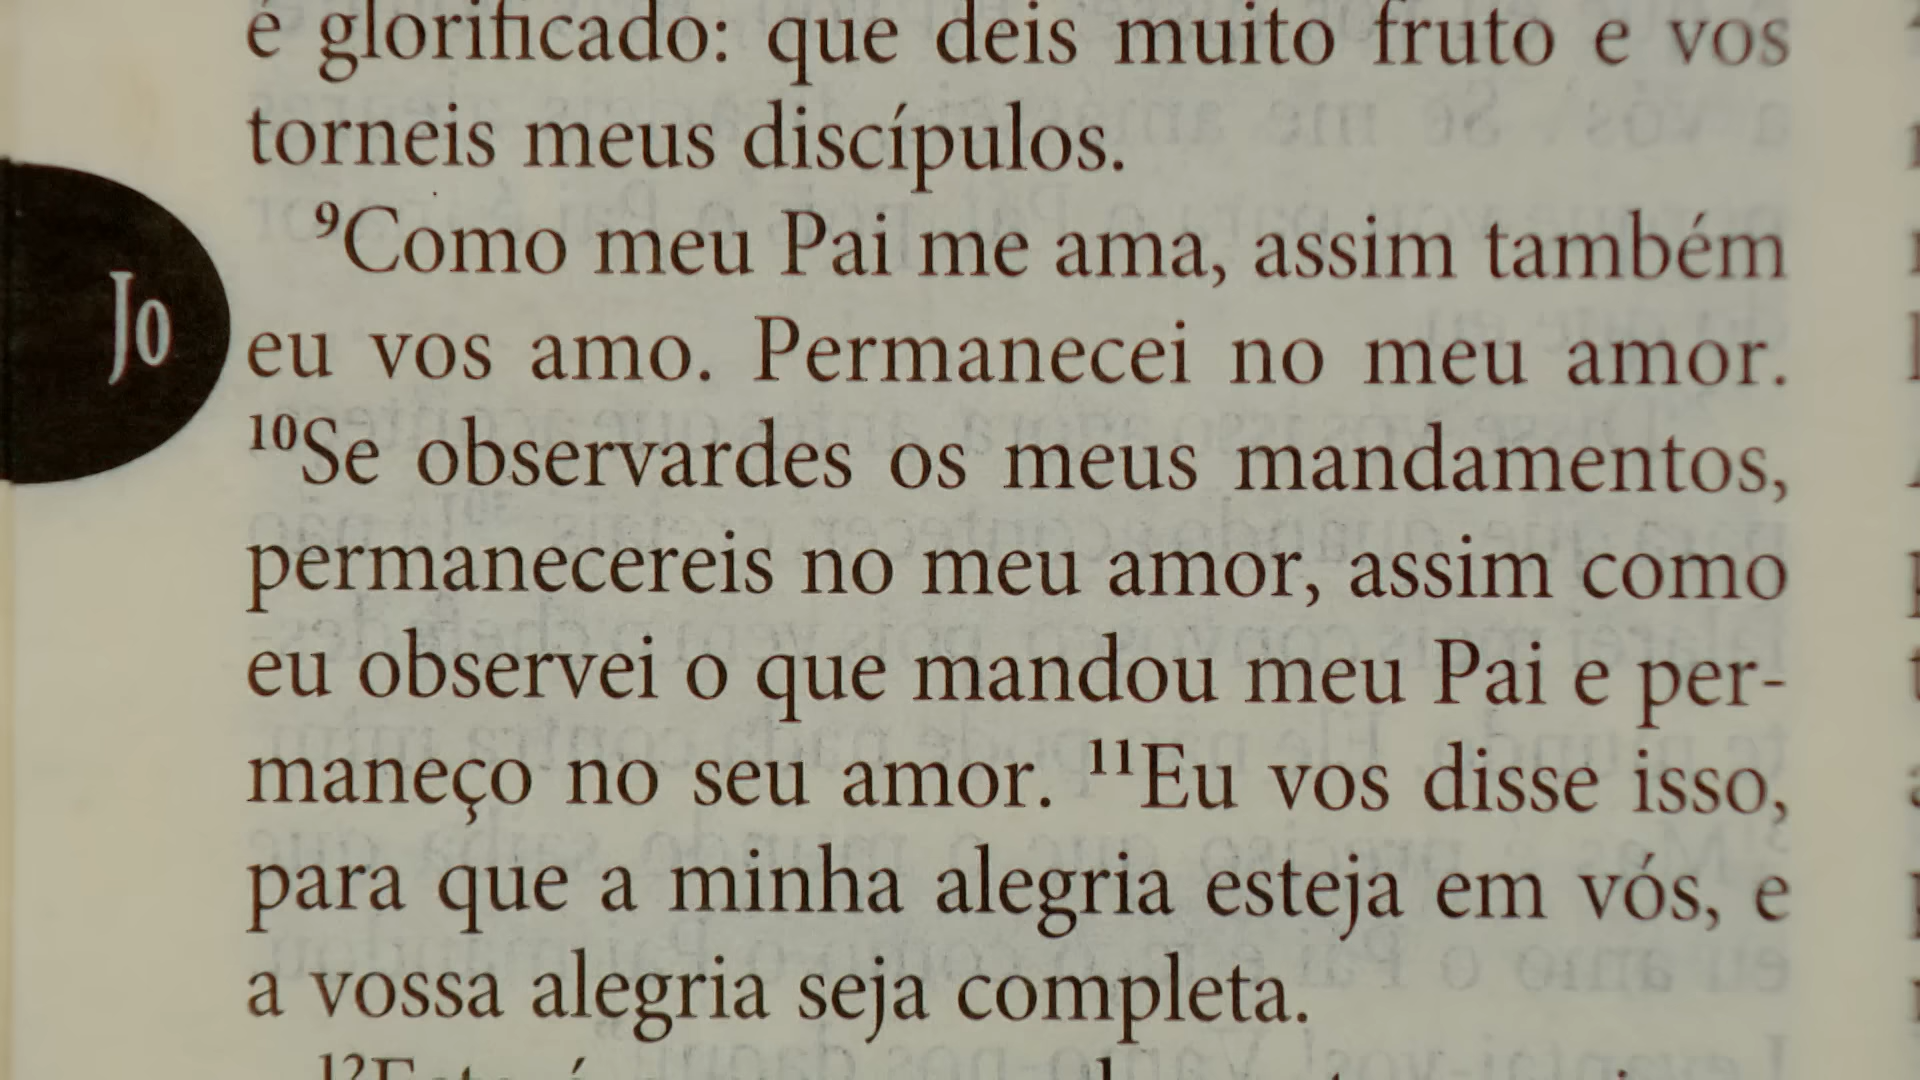 é glorificado: que deis muito fruto e vos
torneis meus discípulos.
⁹Como meu Pai me ama, assim também
eu vos amo. Permanecei no meu amor.
¹⁰Se observardes os meus mandamentos,
permanecereis no meu amor, assim como
eu observei o que mandou meu Pai e per-
maneço no seu amor. ¹¹Eu vos disse isso,
para que a minha alegria esteja em vós, e
a vossa alegria seja completa.
Jo